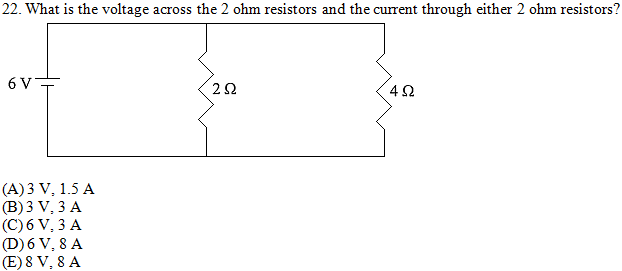 22. What is the voltage across the 2 ohm resistors and the current through either 2 ohm resistors?
6 V
2 Ω
4 Ω
(A) 3 V, 1.5 A
(B) 3 V, 3 A
(C) 6 V, 3 A
(D) 6 V, 8 A
(E) 8 V, 8 A